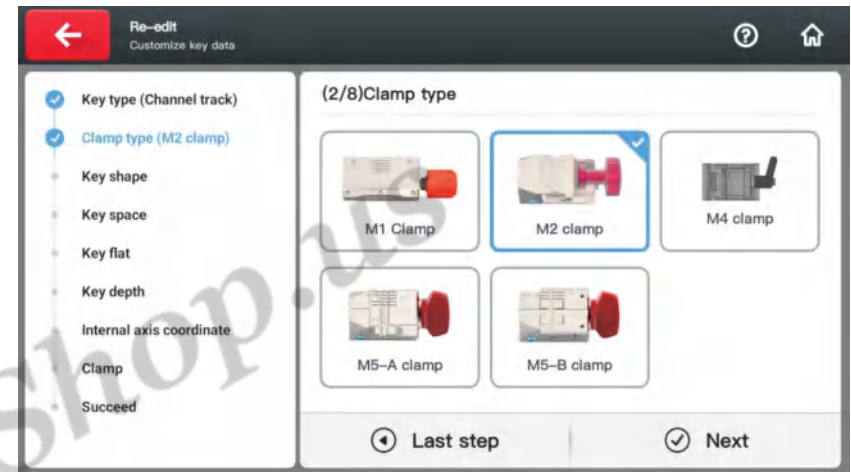 Re-edit
Customize key data
Key type (Channel track)
Clamp type (M2 clamp)
Key shape
Key space
Key flat
Key depth
Internal axis coordinate
Clamp
Succeed
(2/8)Clamp type
M1 Clamp
M2 clamp
M4 clamp
M5-A clamp
M5-B clamp
Last step
Next
shop.us